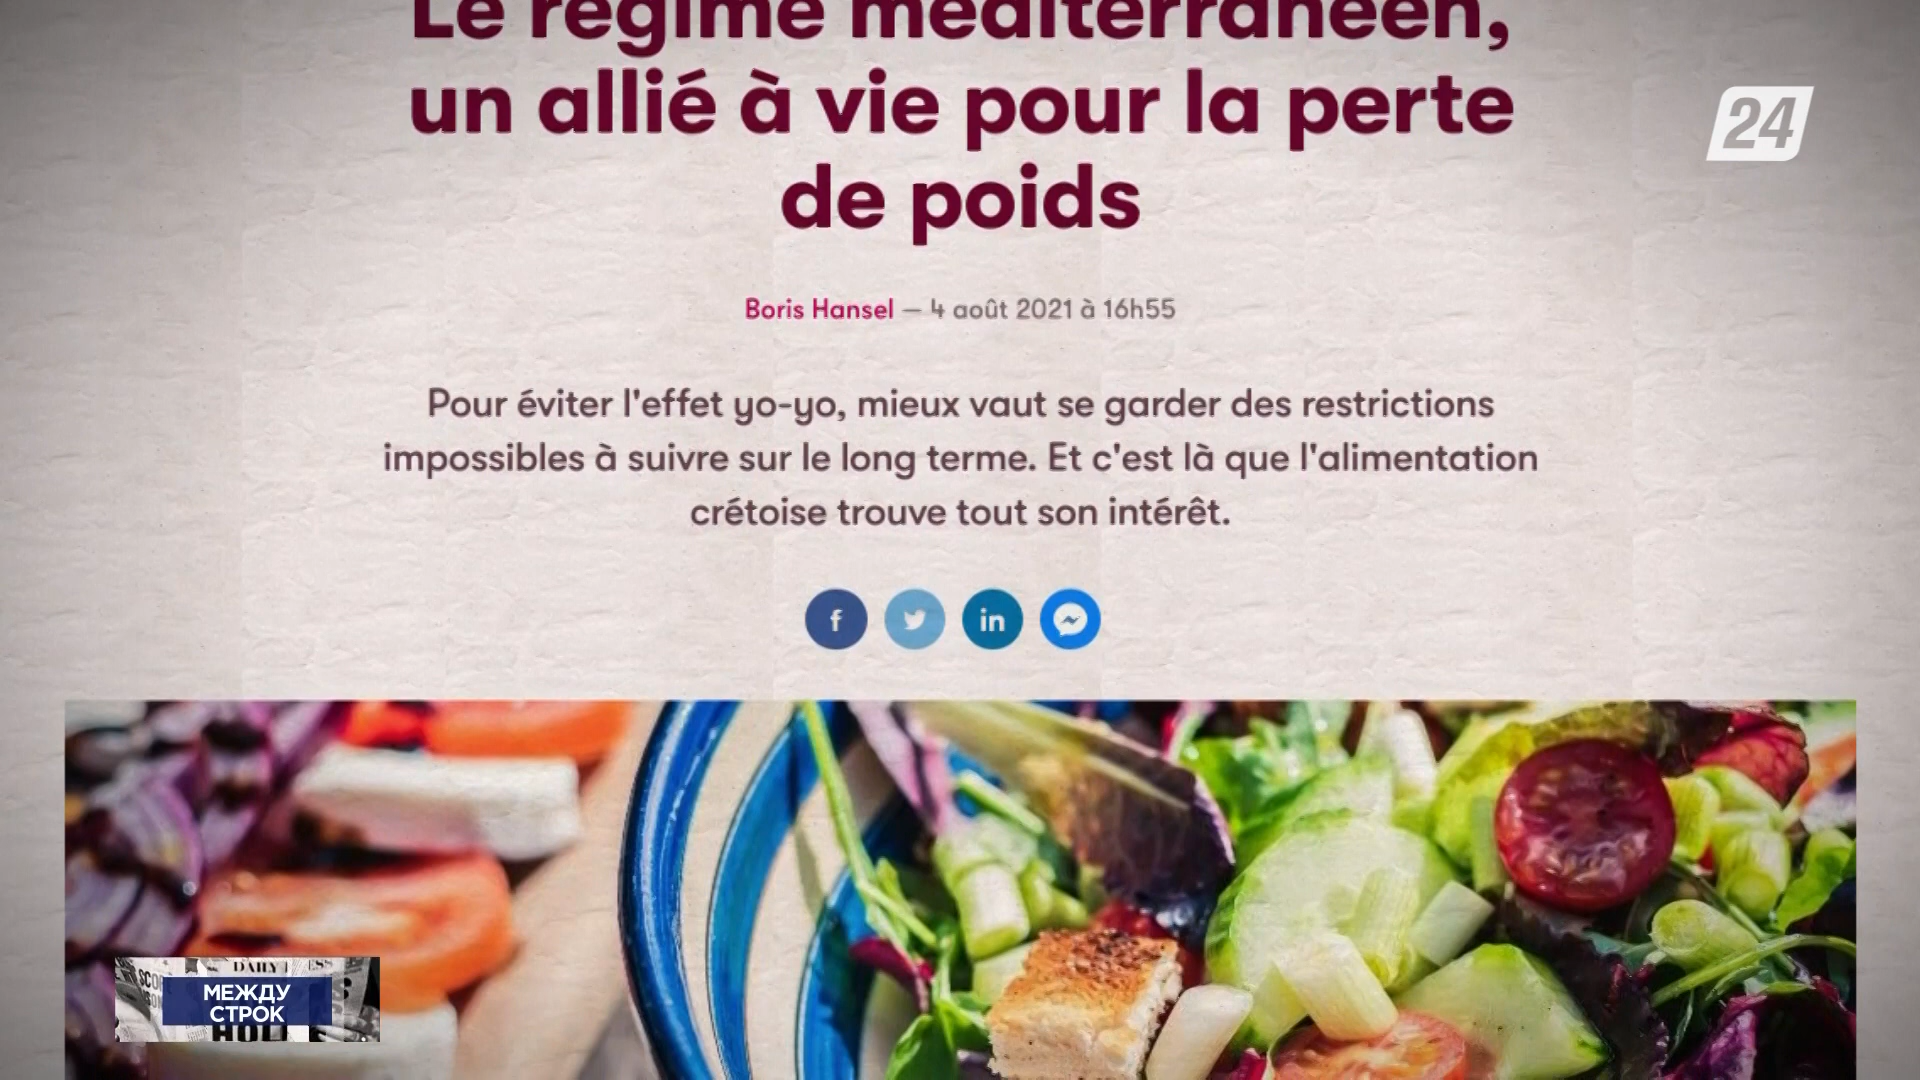 Le régime méditerranéen,
un allié à vie pour la perte
de poids
24
Boris Hansel — 4 août 2021 à 16h55
Pour éviter l'effet yo-yo, mieux vaut se garder des restrictions
impossibles à suivre sur le long terme. Et c'est là que l'alimentation
crétoise trouve tout son intérêt.
f
in
DAILY
МЕЖДУ
СТРОК